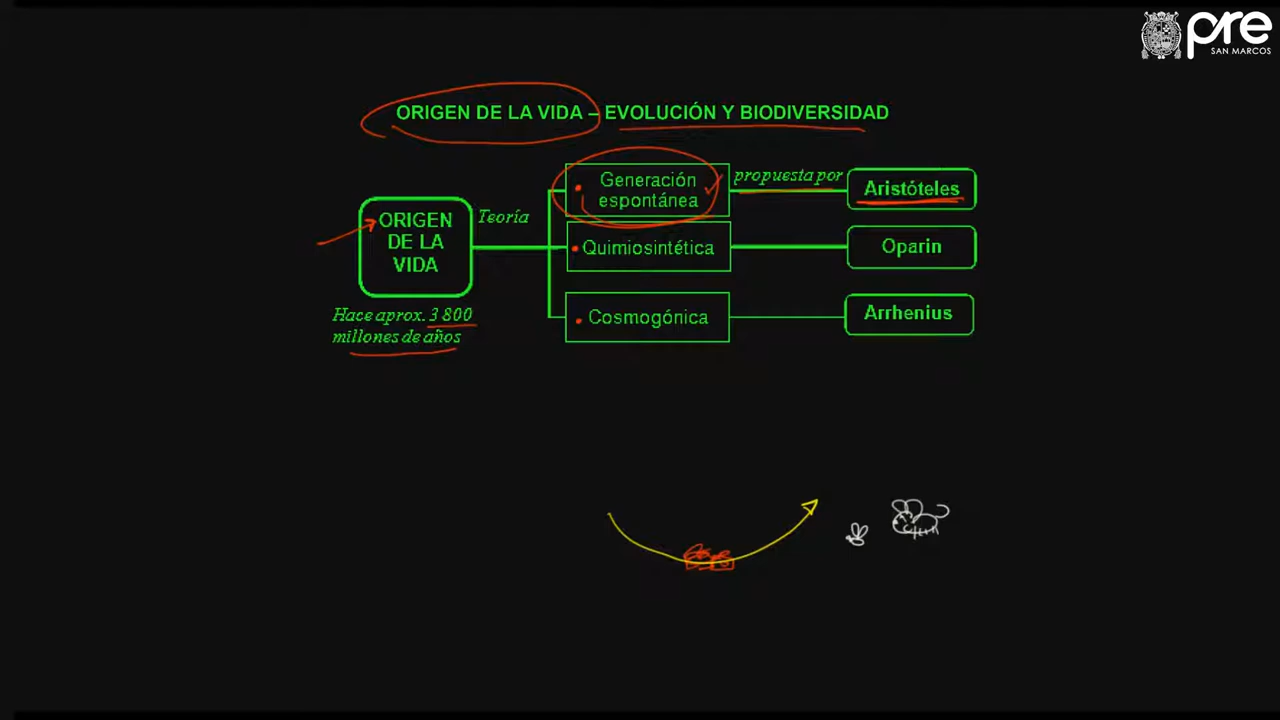 pre
SAN MARCOS
ORIGEN DE LA VIDA – EVOLUCIÓN Y BIODIVERSIDAD
Generación
espontánea
propuesta por
Aristóteles
ORIGEN
DE LA
VIDA
Teoría
Quimiosintética
Oparin
Cosmogónica
Arrhenius
Hace aprox. 3 800
millones de años